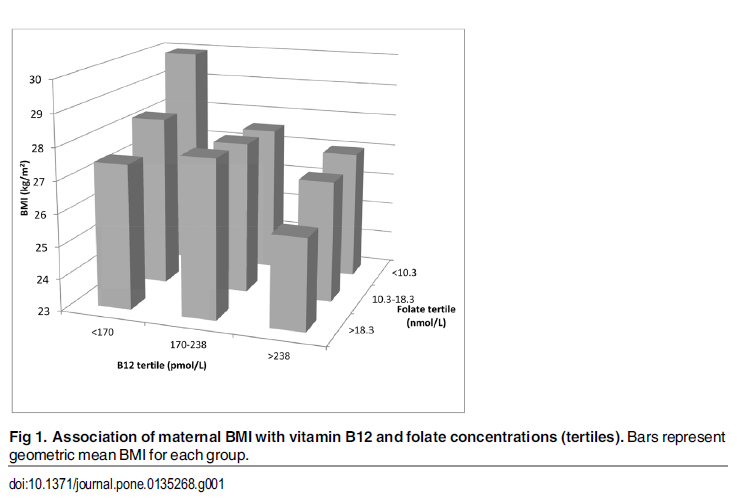 30
29
28
27
26
25
24
23
BMI (kg/m²)
<170
170-238
>238
B12 tertile (pmol/L)
<10.3
10.3-18.3
>18.3
Folate tertile
(nmol/L)
Fig 1. Association of maternal BMI with vitamin B12 and folate concentrations (tertiles). Bars represent
geometric mean BMI for each group.
doi:10.1371/journal.pone.0135268.g001